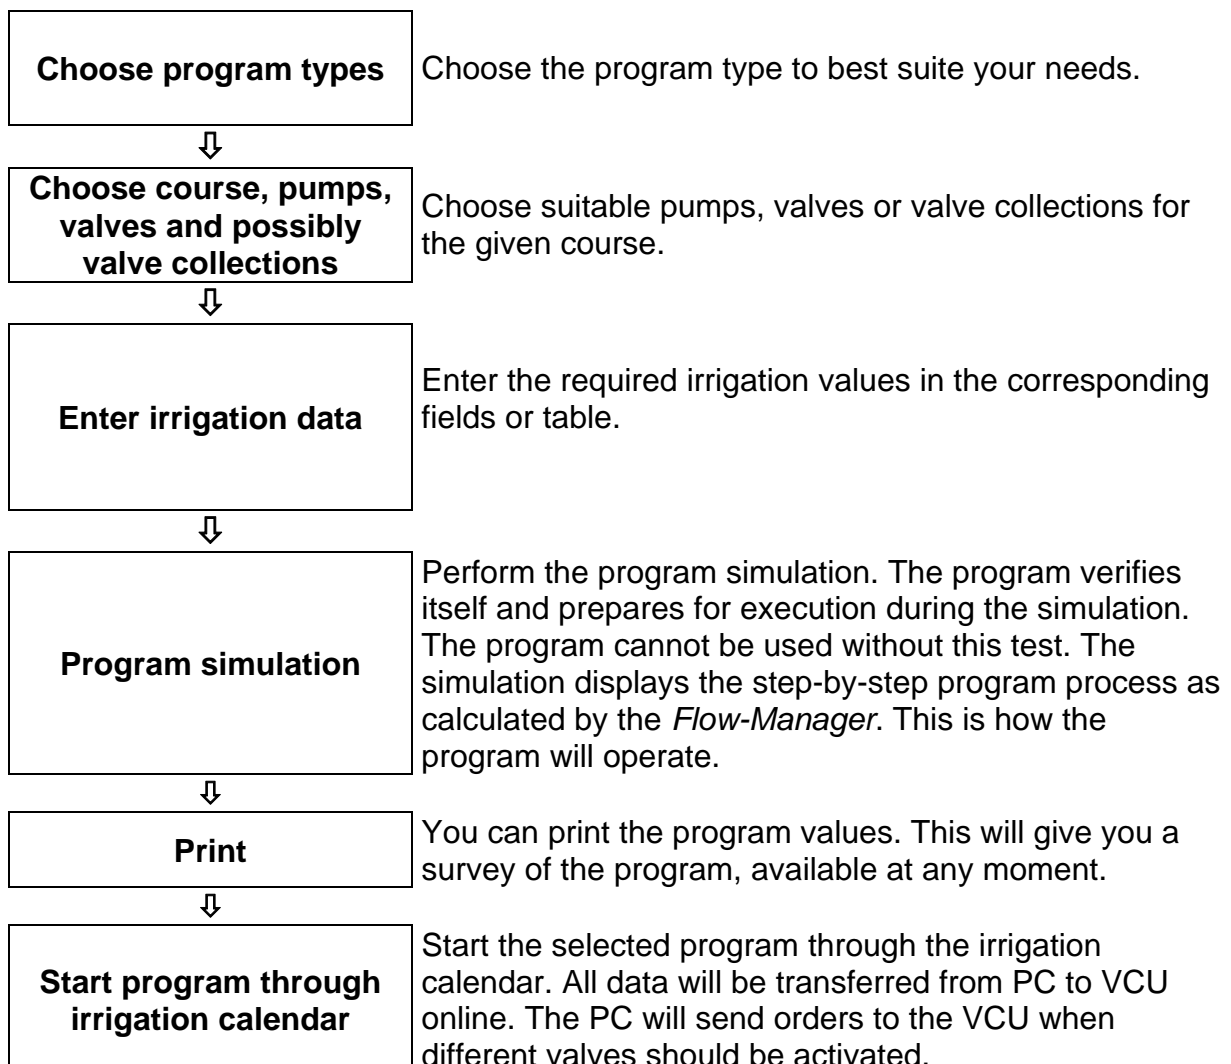 Choose program types
Choose the program type to best suite your needs.
Choose course, pumps,
valves and possibly
valve collections
Choose suitable pumps, valves or valve collections for
the given course.
Enter irrigation data
Enter the required irrigation values in the corresponding
fields or table.
Program simulation
Perform the program simulation. The program verifies
itself and prepares for execution during the simulation.
The program cannot be used without this test. The
simulation displays the step-by-step program process as
calculated by the Flow-Manager. This is how the
program will operate.
Print
You can print the program values. This will give you a
survey of the program, available at any moment.
Start program through
irrigation calendar
Start the selected program through the irrigation
calendar. All data will be transferred from PC to VCU
online. The PC will send orders to the VCU when
different valves should be activated.